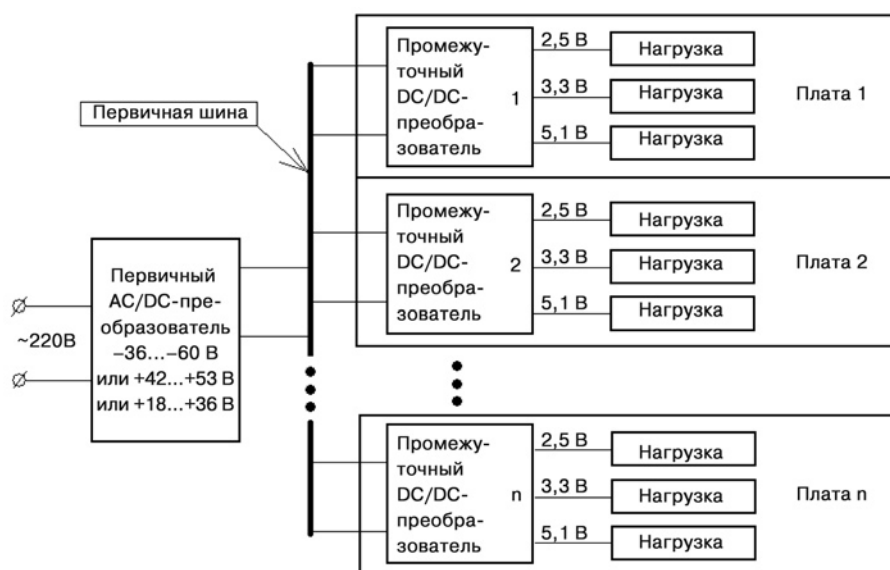 Первичная шина
~220В
Первичный
AC/DC-пре-
образователь
–36...–60 В
или +42...+53 В
или +18...+36 В
Промежу-
точный
DC/DC- 1
преобра-
зователь
2,5 В Нагрузка
3,3 В Нагрузка
5,1 В Нагрузка
Плата 1
Промежу-
точный
DC/DC- 2
преобра-
зователь
2,5 В Нагрузка
3,3 В Нагрузка
5,1 В Нагрузка
Плата 2
Промежу-
точный
DC/DC- n
преобра-
зователь
2,5 В Нагрузка
3,3 В Нагрузка
5,1 В Нагрузка
Плата n